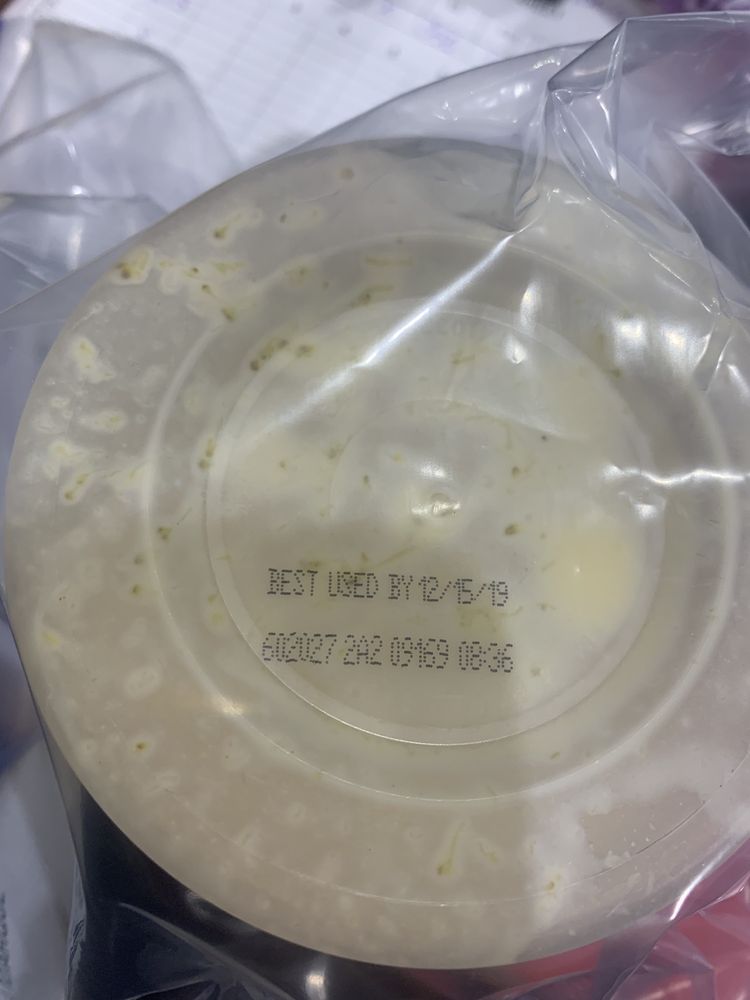 BEST USED BY 12/15/19
602027 2A2 09169 08:36